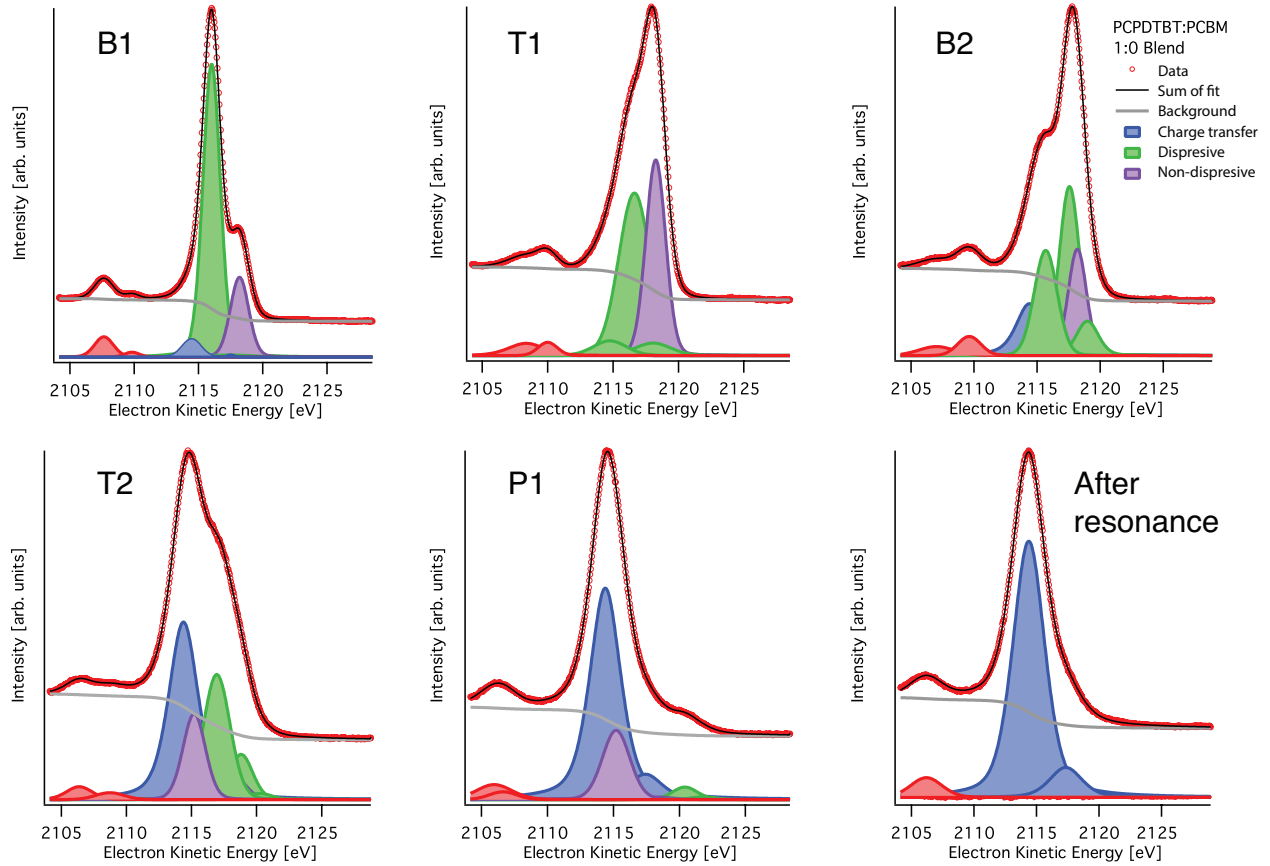 B1
Intensity [arb. units]
2105 2110 2115 2120 2125
Electron Kinetic Energy [eV]
T1
Intensity [arb. units]
2105 2110 2115 2120 2125
Electron Kinetic Energy [eV]
B2
PCPDTBT:PCBM
1:0 Blend
Data
Sum of fit
Background
Charge transfer
Dispresive
Non-dispresive
Intensity [arb. units]
2105 2110 2115 2120 2125
Electron Kinetic Energy [eV]
T2
Intensity [arb. units]
2105 2110 2115 2120 2125
Electron Kinetic Energy [eV]
P1
Intensity [arb. units]
2105 2110 2115 2120 2125
Electron Kinetic Energy [eV]
After
resonance
Intensity [arb. units]
2105 2110 2115 2120 2125
Electron Kinetic Energy [eV]